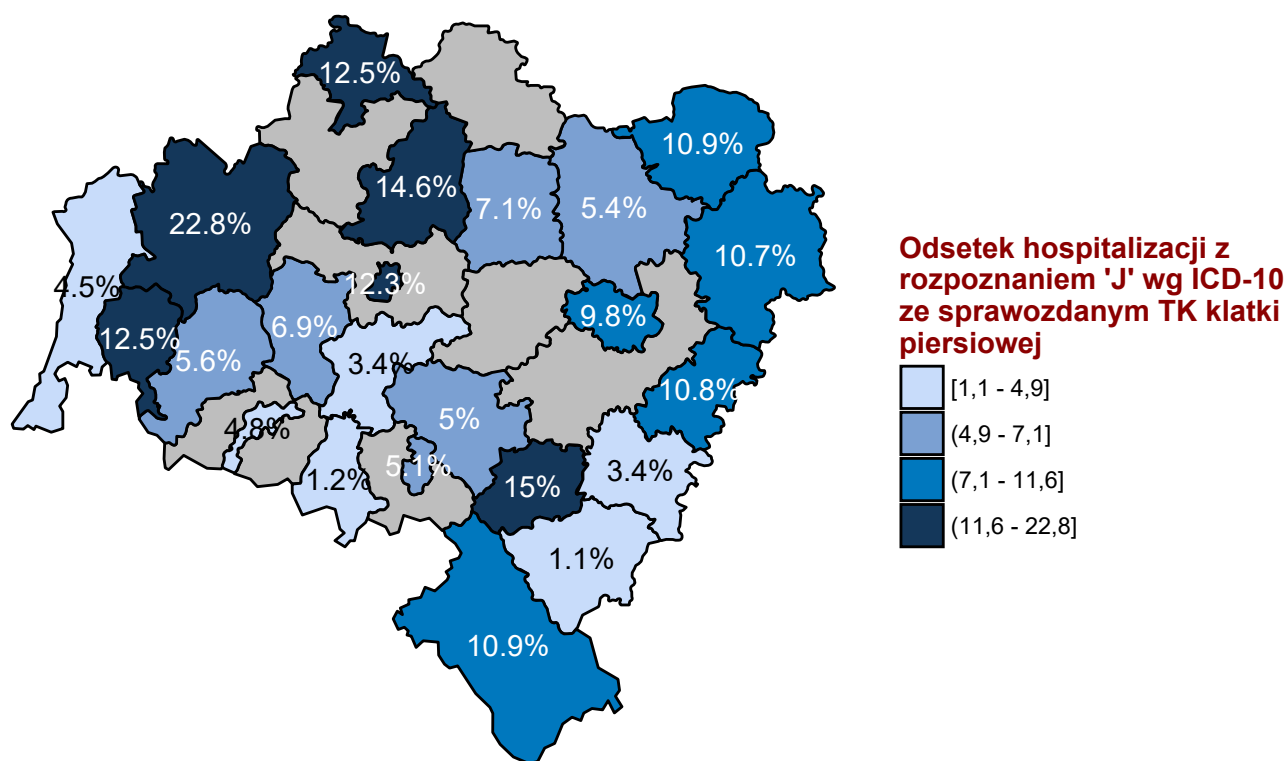 12.5%
10.9%
14.6%
7.1%
5.4%
22.8%
10.7%
4.5%
12.3%
9.8%
12.5%
6.9%
5.6%
3.4%
10.8%
4.8%
5%
5.1%
1.2%
15%
3.4%
1.1%
10.9%
Odsetek hospitalizacji z
rozpoznaniem 'J' wg ICD-10
ze sprawozdanym TK klatki
piersiowej
[1,1 - 4,9]
(4,9 - 7,1]
(7,1 - 11,6]
(11,6 - 22,8]